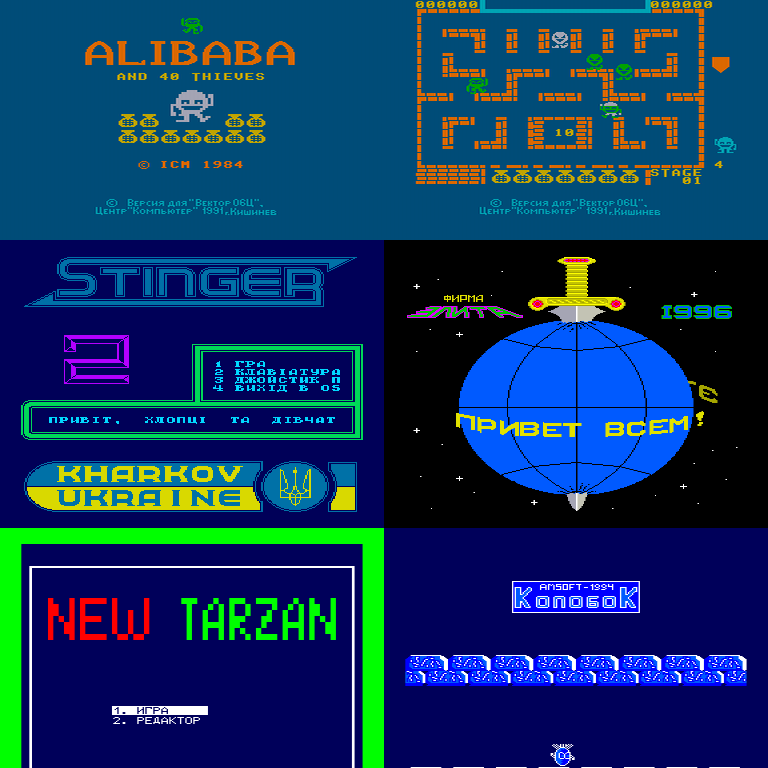 ALIBABA
AND 40 THIEVES
© ICM 1984
© Версия для "Вектор 06Ц",
Центр "Компьютер" 1991, г.Кишинев
000000 000000
10
4
STAGE
01
© Версия для "Вектор 06Ц",
Центр "Компьютер" 1991, г.Кишинев
STINGER
2
1 ГРА
2 КЛАВІАТУРА
3 ДЖОЙСТИК П
4 ВИХІД В 05
ПРИВІТ, ХЛОПЦІ ТА ДІВЧАТ
KHARKOV
UKRAINE
ФИРМА
ЭЛИТА
1996
ПРИВЕТ ВСЕМ!
NEW TARZAN
1. ИГРА
2. РЕДАКТОР
AMSOFT-1994
КОЛОБОК